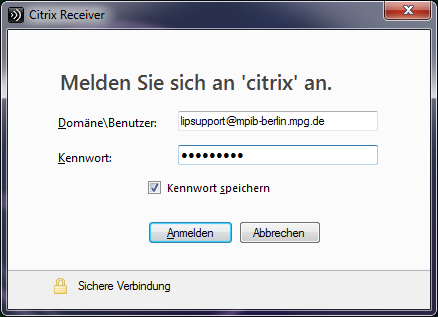 Citrix Receiver
Melden Sie sich an 'citrix' an.
Domäne\Benutzer: lipsupport@mpib-berlin.mpg.de
Kennwort: ●●●●●●●●●
Kennwort speichern
Anmelden Abbrechen
Sichere Verbindung